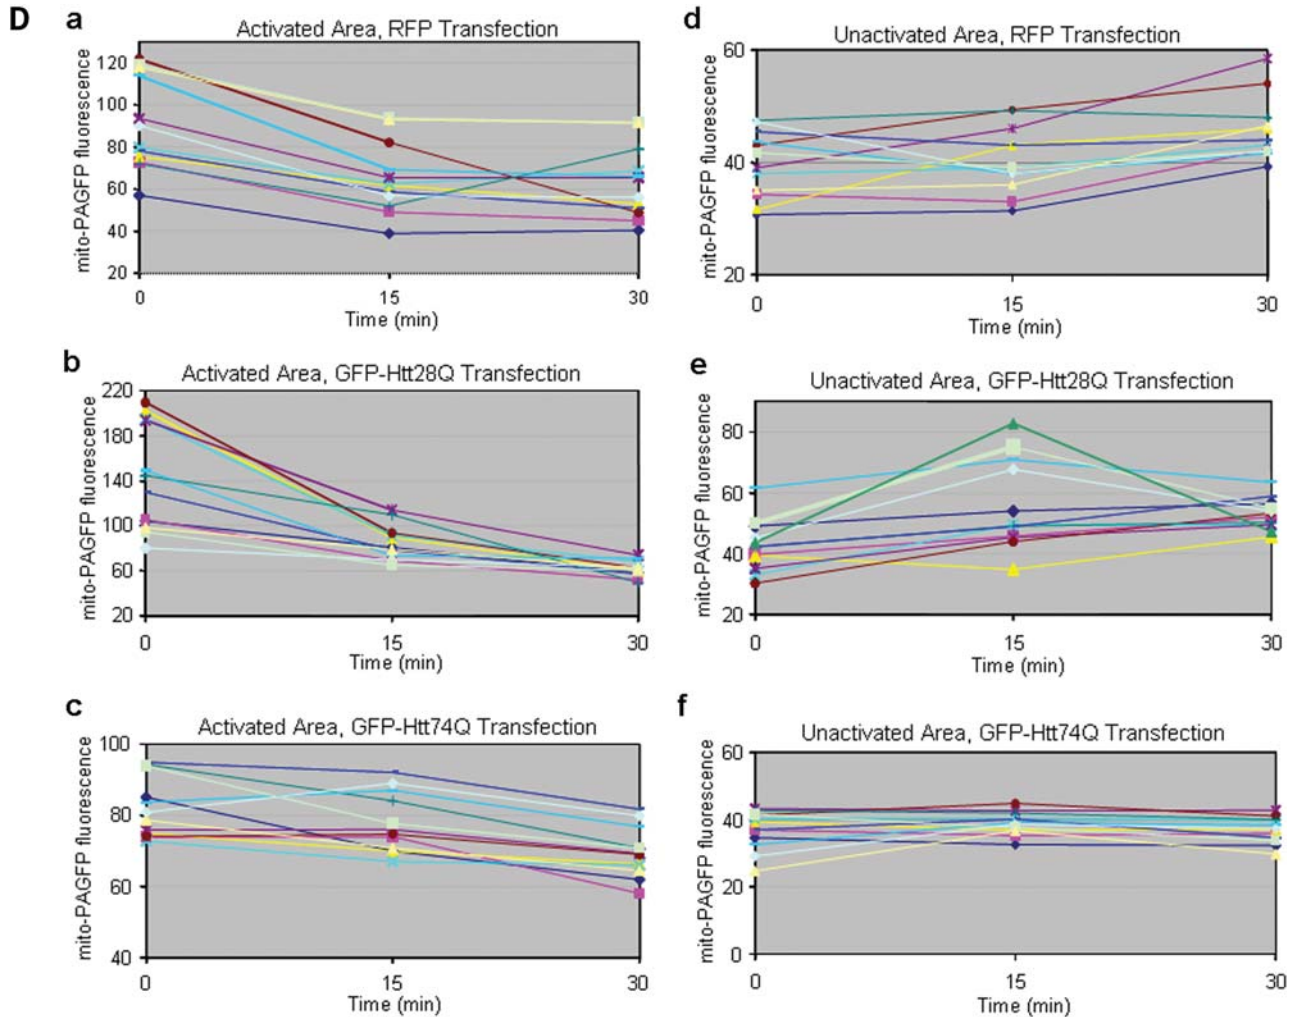 D
a
Activated Area, RFP Transfection
mito-PAGFP fluorescence
120
100
80
60
40
20
0 15 30
Time (min)
b
Activated Area, GFP-Htt28Q Transfection
mito-PAGFP fluorescence
220
180
140
100
60
20
0 15 30
Time (min)
c
Activated Area, GFP-Htt74Q Transfection
mito-PAGFP fluorescence
100
80
60
40
0 15 30
Time (min)
d
Unactivated Area, RFP Transfection
mito-PAGFP fluorescence
60
40
20
0 15 30
Time (min)
e
Unactivated Area, GFP-Htt28Q Transfection
mito-PAGFP fluorescence
80
60
40
20
0 15 30
Time (min)
f
Unactivated Area, GFP-Htt74Q Transfection
mito-PAGFP fluorescence
60
40
20
0
0 15 30
Time (min)